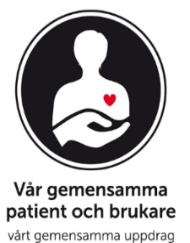 Vår gemensamma
patient och brukare
vårt gemensamma uppdrag